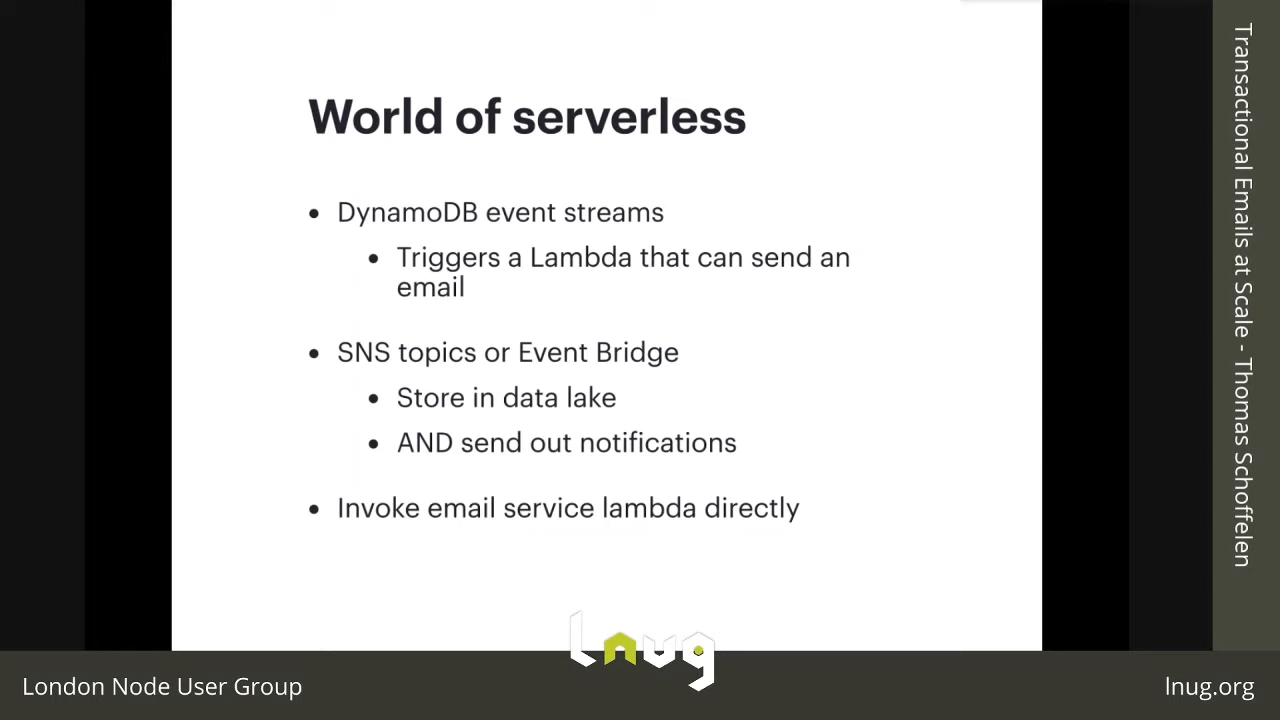 World of serverless
• DynamoDB event streams
• Triggers a Lambda that can send an
email
• SNS topics or Event Bridge
• Store in data lake
• AND send out notifications
• Invoke email service lambda directly
lnug
London Node User Group
lnug.org
Transactional Emails at Scale - Thomas Schoffelen